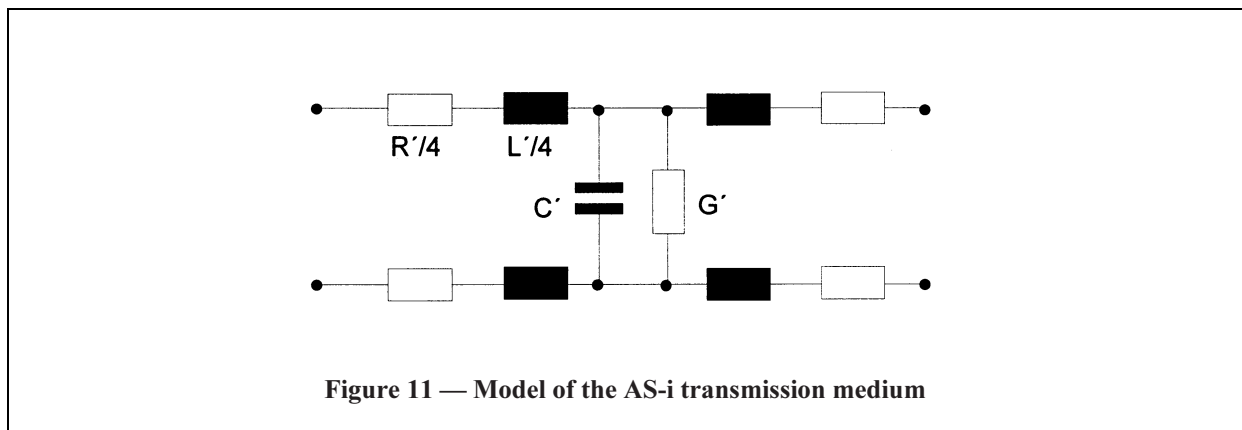 R´/4
L´/4
C´
G´
Figure 11 — Model of the AS-i transmission medium